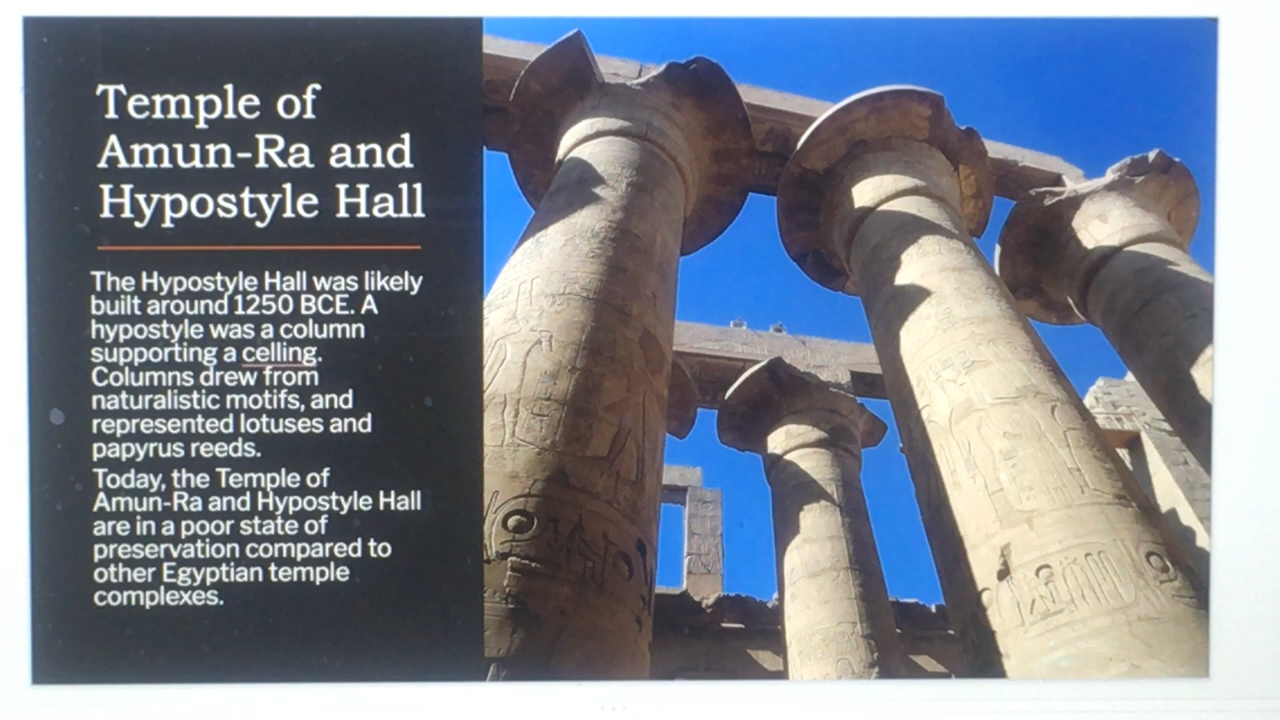 Temple of
Amun-Ra and
Hypostyle Hall
The Hypostyle Hall was likely
built around 1250 BCE. A
hypostyle was a column
supporting a celling.
Columns drew from
naturalistic motifs, and
represented lotuses and
papyrus reeds.
Today, the Temple of
Amun-Ra and Hypostyle Hall
are in a poor state of
preservation compared to
other Egyptian temple
complexes.